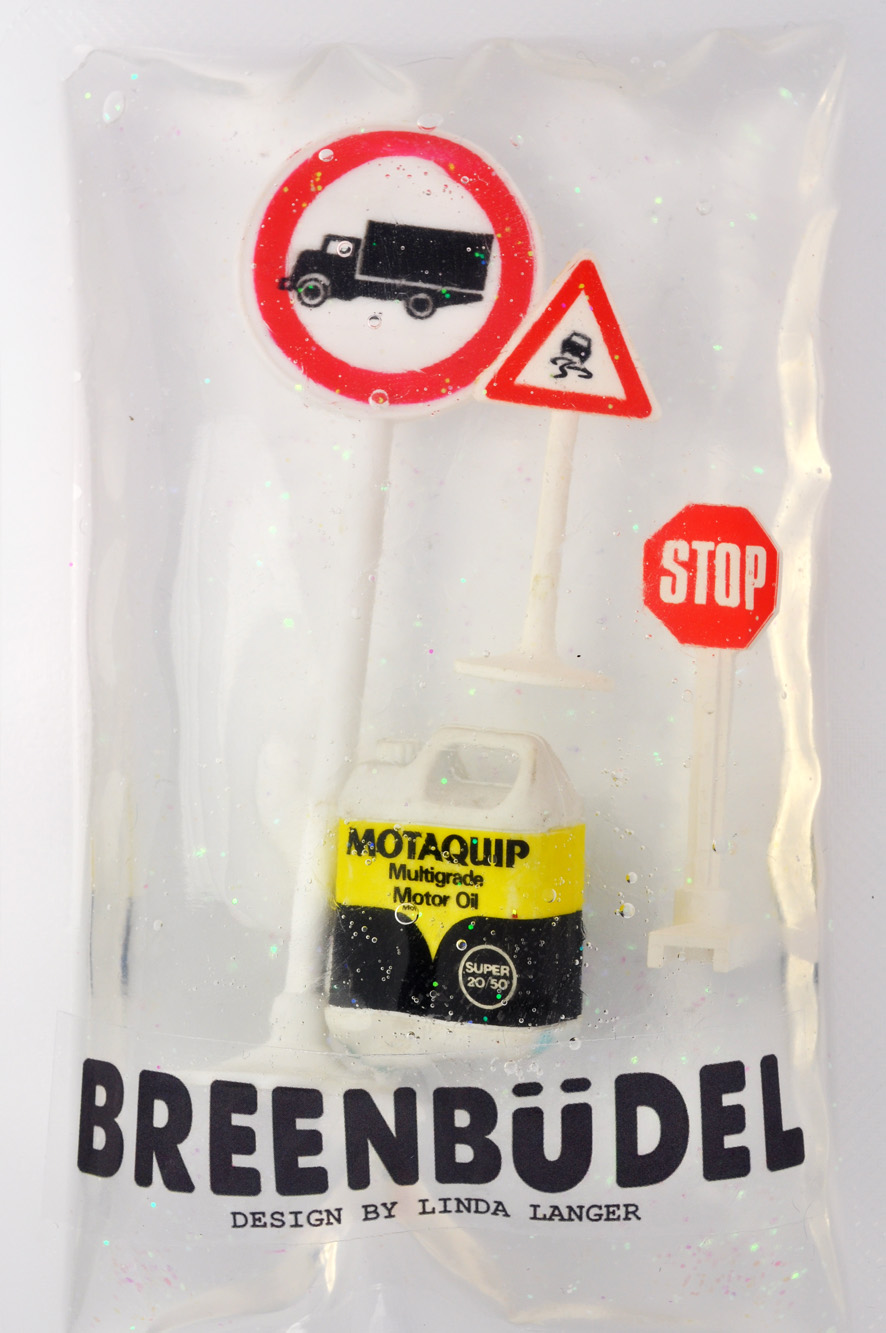 STOP
MOTAQUIP
Multigrade
Motor Oil
SUPER
20/50
BREENBÜDEL
DESIGN BY LINDA LANGER